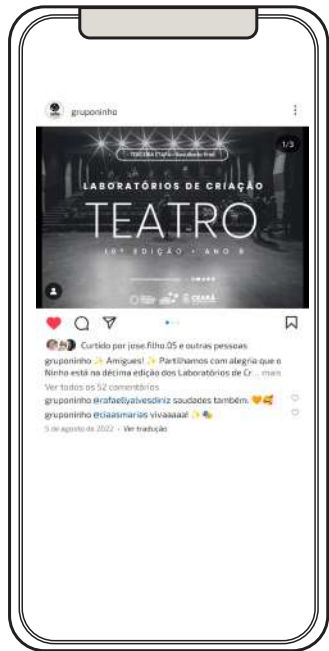 gruponinho
TERCEIRA ETAPA - Resultado Final
1/3
LABORATÓRIOS DE CRIAÇÃO
TEATRO
10ª EDIÇÃO • ANO 8
CEARÁ
Curtido por jose.filho.05 e outras pessoas
gruponinho ✨ Amigues! ✨ Partilhamos com alegria que o
Ninho está na décima edição dos Laboratórios de Cr... mais
Ver todos os 52 comentários
gruponinho @rafaellyalvesdiniz saudades também. 🧡🥰
gruponinho @ciaasmarias vivaaaaa! ✨🎭
5 de agosto de 2022 • Ver tradução